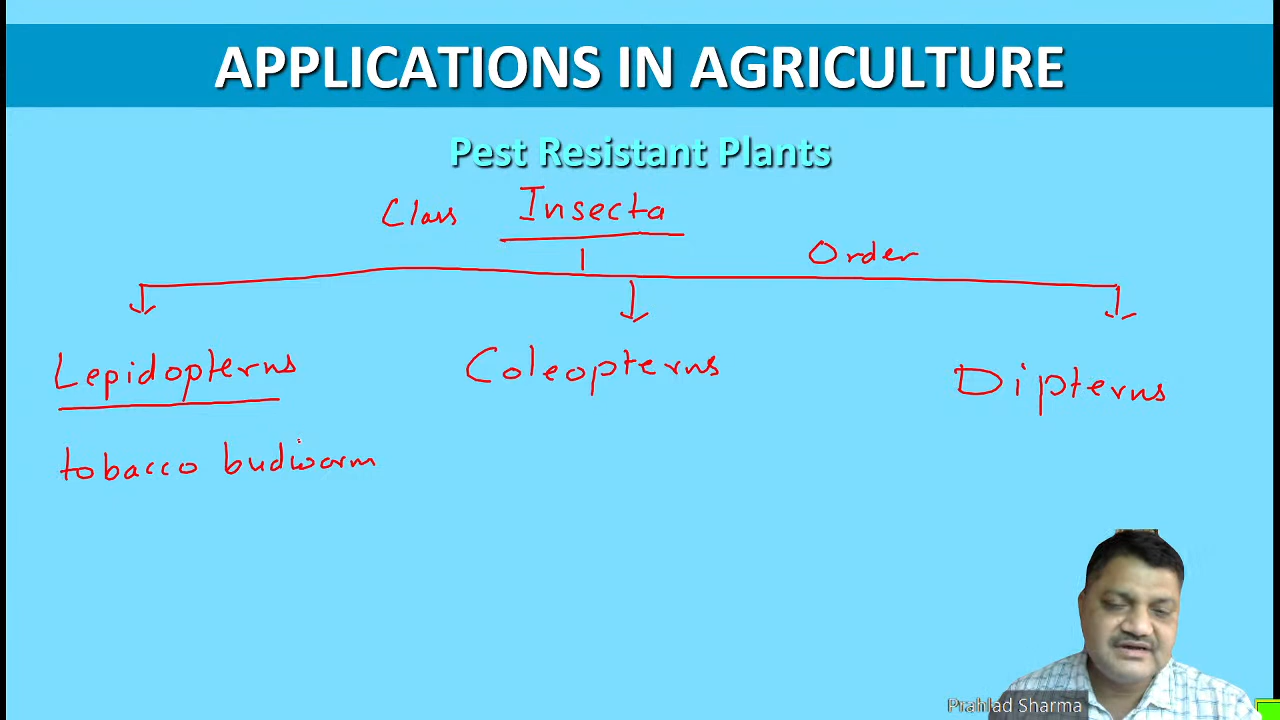 APPLICATIONS IN AGRICULTURE
Pest Resistant Plants
Class Insecta
Order
Lepidopterns Coleopterns Dipterns
tobacco budworm
Prahlad Sharma